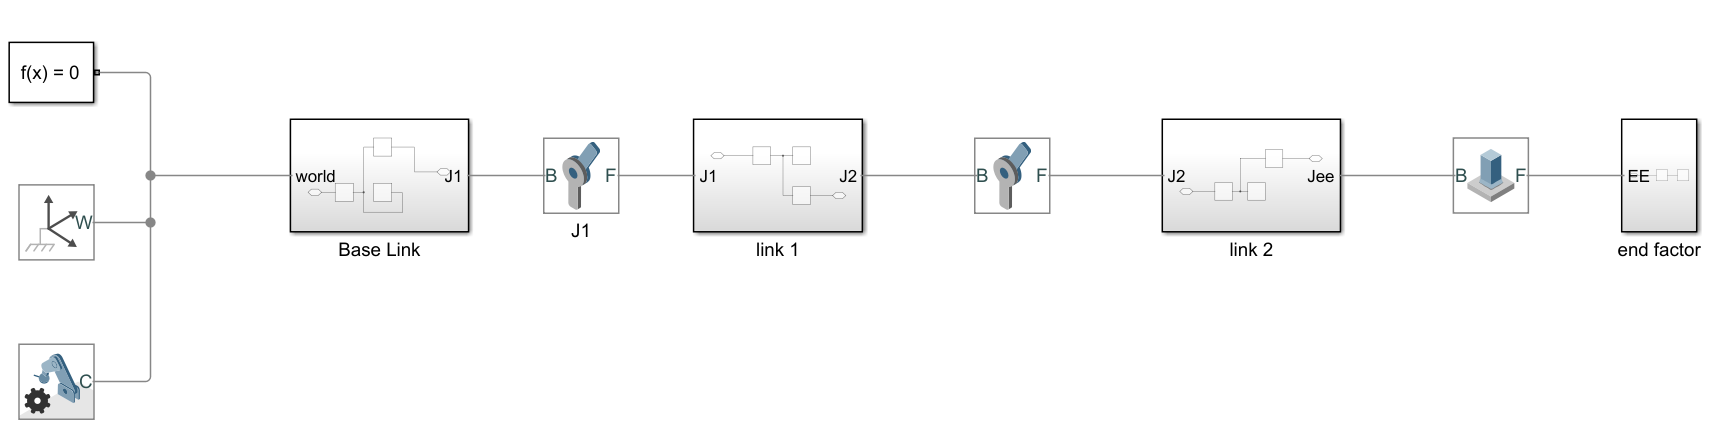 f(x) = 0
W
C
world
J1
Base Link
B
F
J1
J1
J2
link 1
B
F
J2
Jee
link 2
B
F
EE
end factor